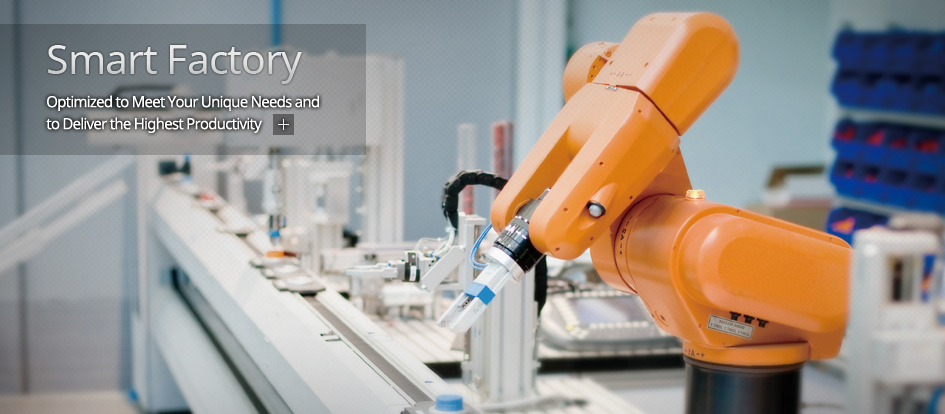 Smart Factory
Optimized to Meet Your Unique Needs and
to Deliver the Highest Productivity +